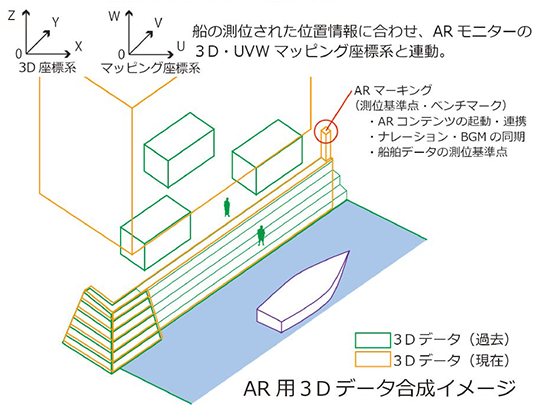 Z
Y
X
3D 座標系
W
V
U
マッピング座標系
船の測位された位置情報に合わせ、AR モニターの
3D・UVW マッピング座標系と連動。
AR マーキング
（測位基準点・ベンチマーク）
・AR コンテンツの起動・連携
・ナレーション・BGM の同期
・船舶データの測位基準点
3Dデータ（過去）
3Dデータ（現在）
AR 用3Dデータ合成イメージ